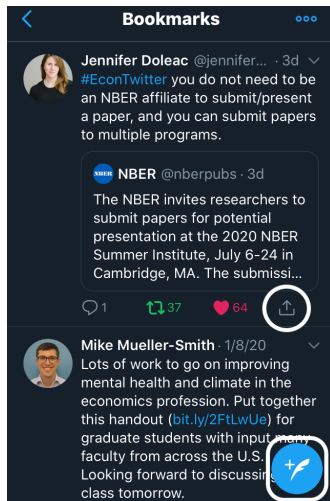 Bookmarks
Jennifer Doleac @jennifer... · 3d
#EconTwitter you do not need to be
an NBER affiliate to submit/present
a paper, and you can submit papers
to multiple programs.
NBER NBER @nberpubs · 3d
The NBER invites researchers to
submit papers for potential
presentation at the 2020 NBER
Summer Institute, July 6-24 in
Cambridge, MA. The submissi...
1 37 64
Mike Mueller-Smith · 1/8/20
Lots of work to go on improving
mental health and climate in the
economics profession. Put together
this handout (bit.ly/2FtLwUe) for
graduate students with input many
faculty from across the U.S.
Looking forward to discussing
class tomorrow.